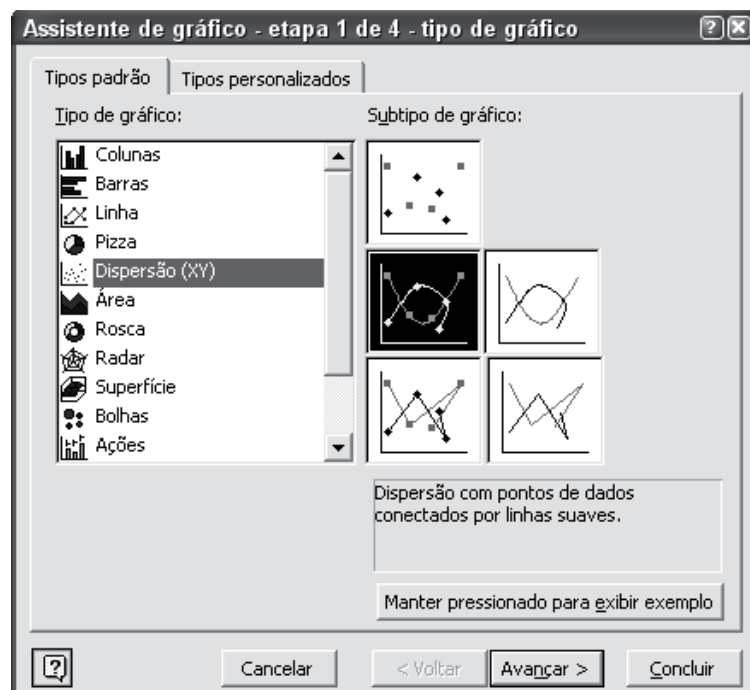 Assistente de gráfico - etapa 1 de 4 - tipo de gráfico
Tipos padrão
Tipos personalizados
Tipo de gráfico:
Colunas
Barras
Linha
Pizza
Dispersão (XY)
Área
Rosca
Radar
Superfície
Bolhas
Ações
Subtipo de gráfico:
Dispersão com pontos de dados
conectados por linhas suaves.
Manter pressionado para exibir exemplo
Cancelar
< Voltar
Avançar >
Concluir